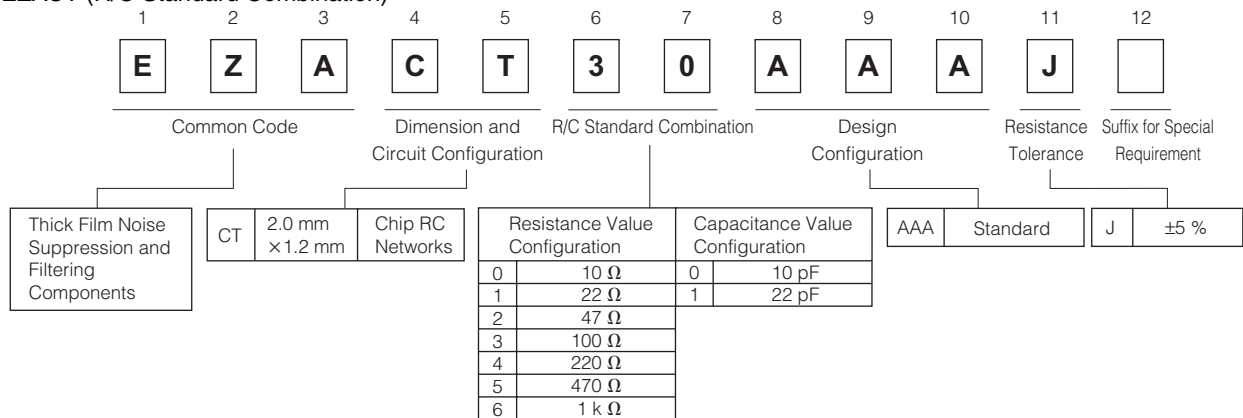 1 2 3 4 5 6 7 8 9 10 11 12
E Z A C T 3 0 A A A J
Common Code
Dimension and
Circuit Configuration
R/C Standard Combination
Design
Configuration
Resistance
Tolerance
Suffix for Special
Requirement
Thick Film Noise
Suppression and
Filtering
Components
CT
2.0 mm
×1.2 mm
Chip RC
Networks
Resistance Value
Configuration
Capacitance Value
Configuration
0 10 Ω 0 10 pF
1 22 Ω 1 22 pF
2 47 Ω
3 100 Ω
4 220 Ω
5 470 Ω
6 1 k Ω
AAA Standard
J ±5 %